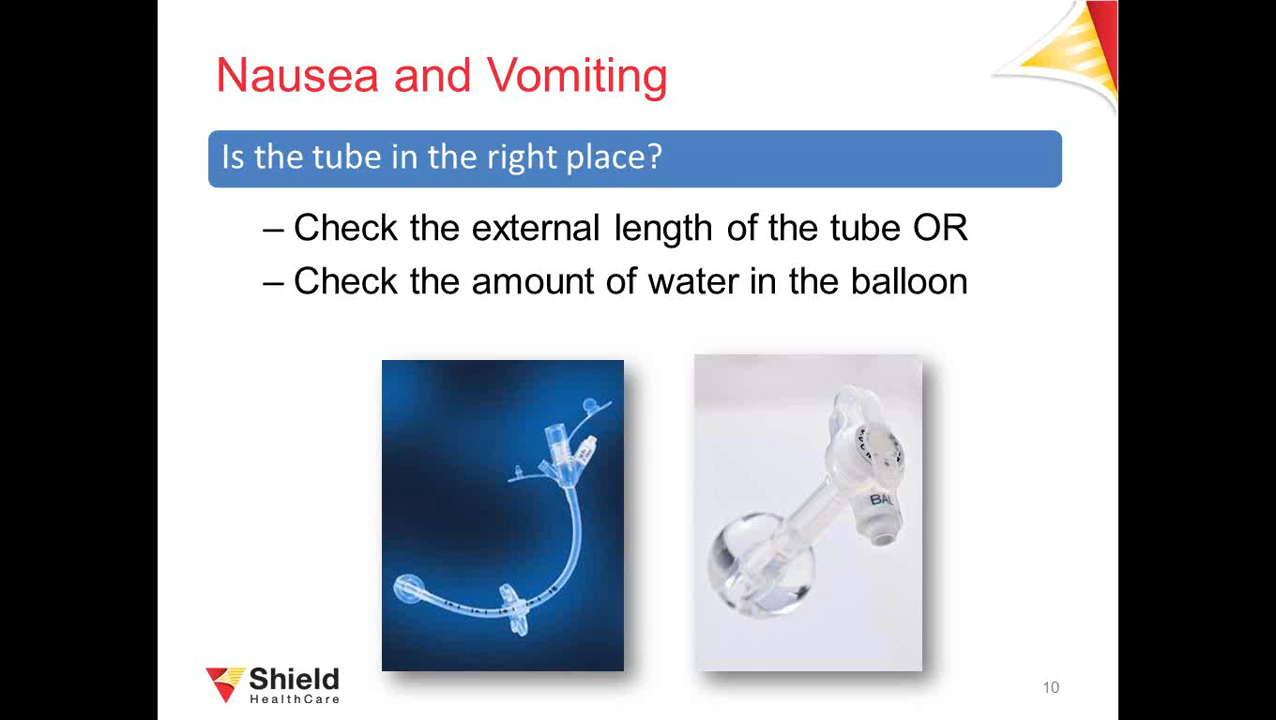 Nausea and Vomiting
Is the tube in the right place?
– Check the external length of the tube OR
– Check the amount of water in the balloon
BAL
Shield
HealthCare
10